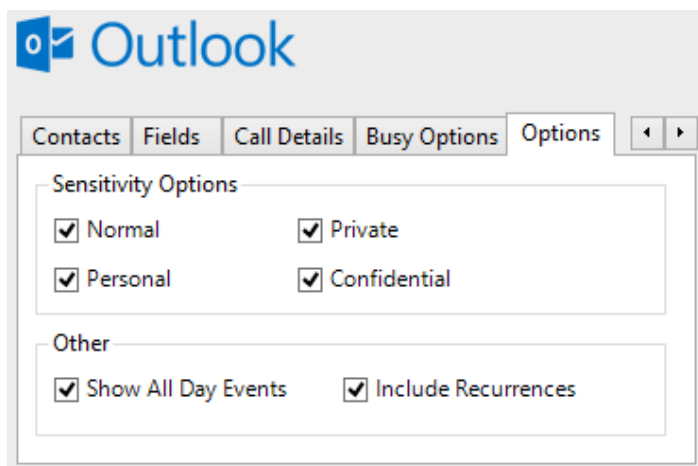 Outlook
Contacts Fields Call Details Busy Options Options
Sensitivity Options
Normal Private
Personal Confidential
Other
Show All Day Events Include Recurrences